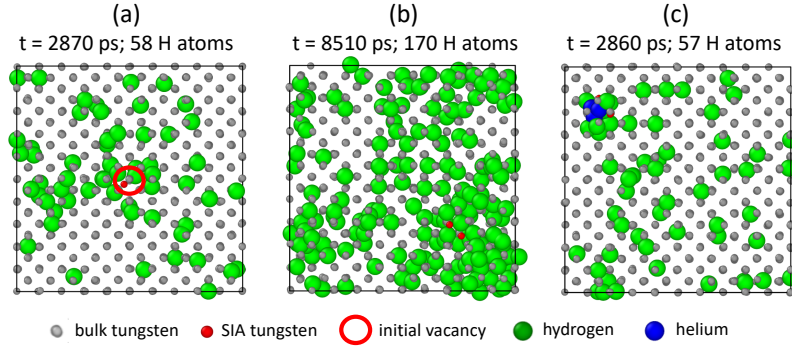 (a)
t = 2870 ps; 58 H atoms
(b)
t = 8510 ps; 170 H atoms
(c)
t = 2860 ps; 57 H atoms
bulk tungsten
SIA tungsten
initial vacancy
hydrogen
helium